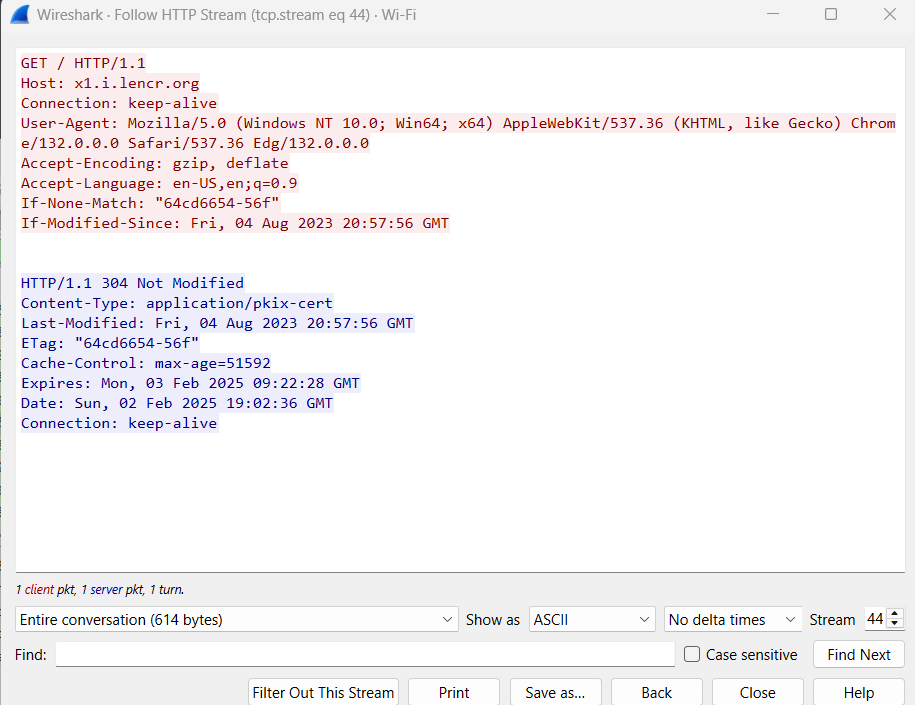 Wireshark · Follow HTTP Stream (tcp.stream eq 44) · Wi-Fi
GET / HTTP/1.1
Host: x1.i.lencr.org
Connection: keep-alive
User-Agent: Mozilla/5.0 (Windows NT 10.0; Win64; x64) AppleWebKit/537.36 (KHTML, like Gecko) Chrom
e/132.0.0.0 Safari/537.36 Edg/132.0.0.0
Accept-Encoding: gzip, deflate
Accept-Language: en-US,en;q=0.9
If-None-Match: "64cd6654-56f"
If-Modified-Since: Fri, 04 Aug 2023 20:57:56 GMT
HTTP/1.1 304 Not Modified
Content-Type: application/pkix-cert
Last-Modified: Fri, 04 Aug 2023 20:57:56 GMT
ETag: "64cd6654-56f"
Cache-Control: max-age=51592
Expires: Mon, 03 Feb 2025 09:22:28 GMT
Date: Sun, 02 Feb 2025 19:02:36 GMT
Connection: keep-alive
1 client pkt, 1 server pkt, 1 turn.
Entire conversation (614 bytes) Show as ASCII No delta times Stream 44
Find: Case sensitive Find Next
Filter Out This Stream Print Save as... Back Close Help